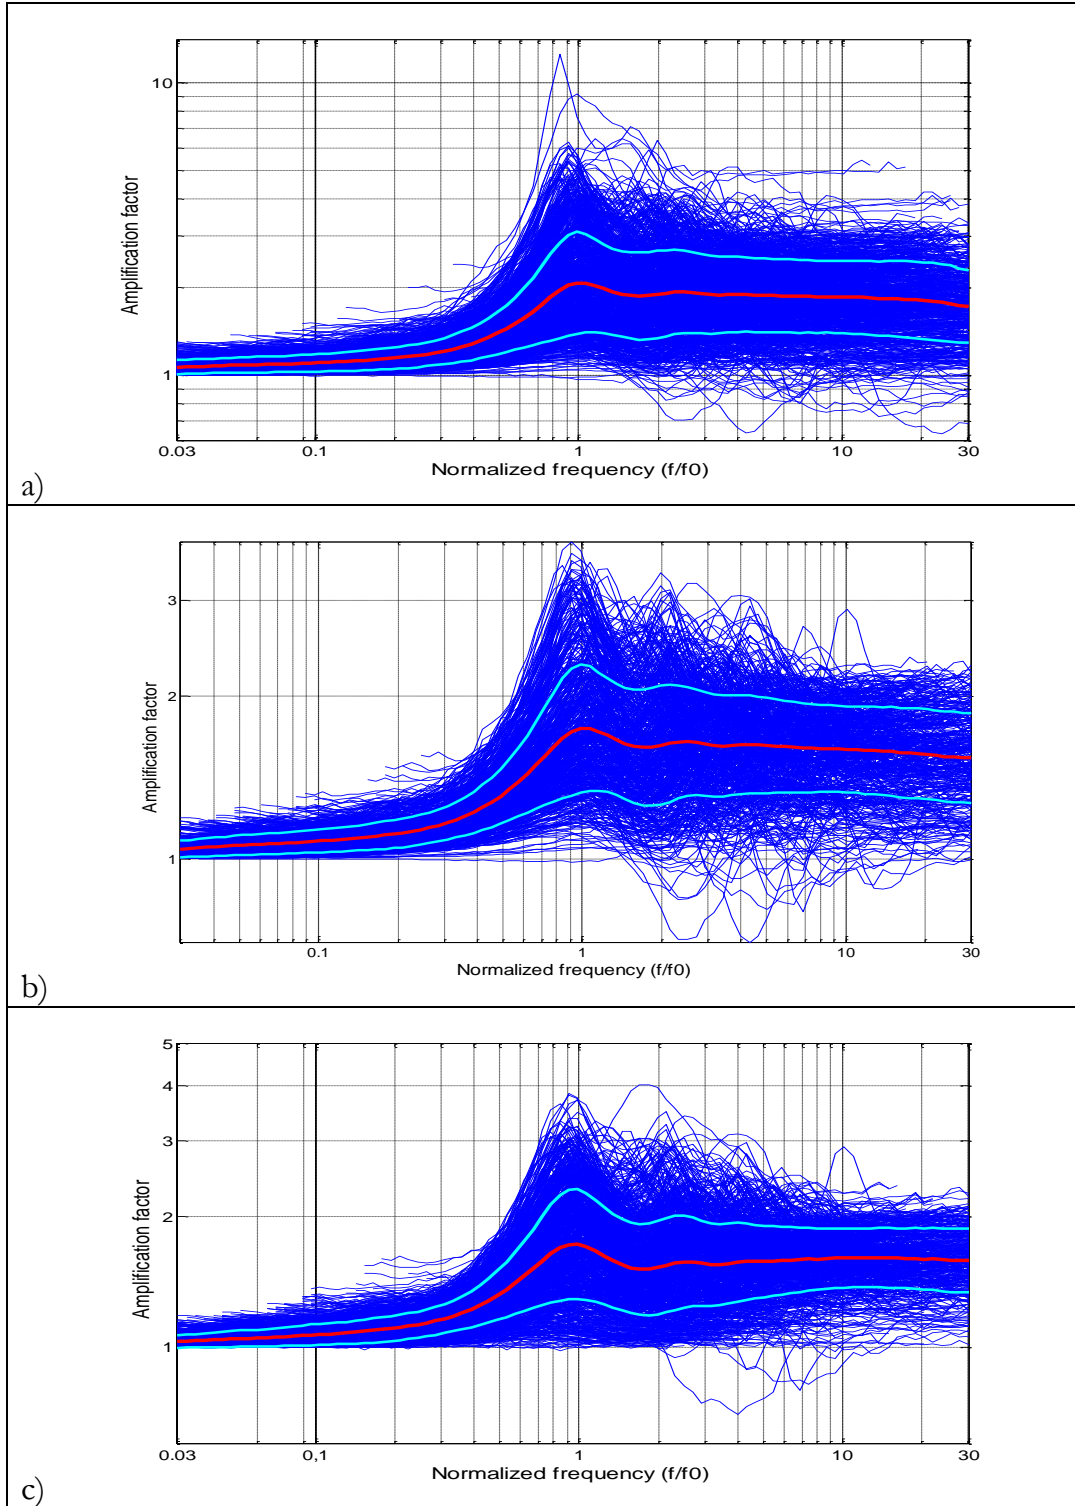 10
1
Amplification factor
0.03 0.1 1 10 30
Normalized frequency (f/f0)
a)
3
2
1
Amplification factor
0.1 1 10 30
Normalized frequency (f/f0)
b)
5
4
3
2
1
Amplification factor
0.03 0,1 1 10 30
Normalized frequency (f/f0)
c)